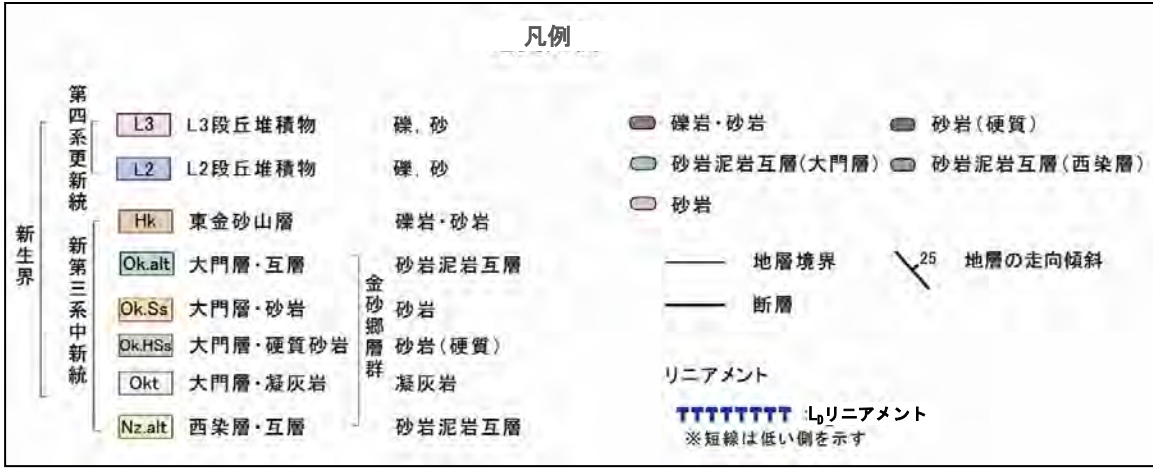 凡例
新生界
第四系更新統
L3 L3段丘堆積物 礫, 砂
L2 L2段丘堆積物 礫, 砂
新第三系中新統
Hk 東金砂山層 礫岩・砂岩
金砂郷層群
Ok.alt 大門層・互層 砂岩泥岩互層
Ok.Ss 大門層・砂岩 砂岩
Ok.HSs 大門層・硬質砂岩 砂岩(硬質)
Okt 大門層・凝灰岩 凝灰岩
Nz.alt 西染層・互層 砂岩泥岩互層
礫岩・砂岩 砂岩(硬質)
砂岩泥岩互層(大門層) 砂岩泥岩互層(西染層)
砂岩
地層境界 25 地層の走向傾斜
断層
リニアメント
:LDリニアメント
※短線は低い側を示す